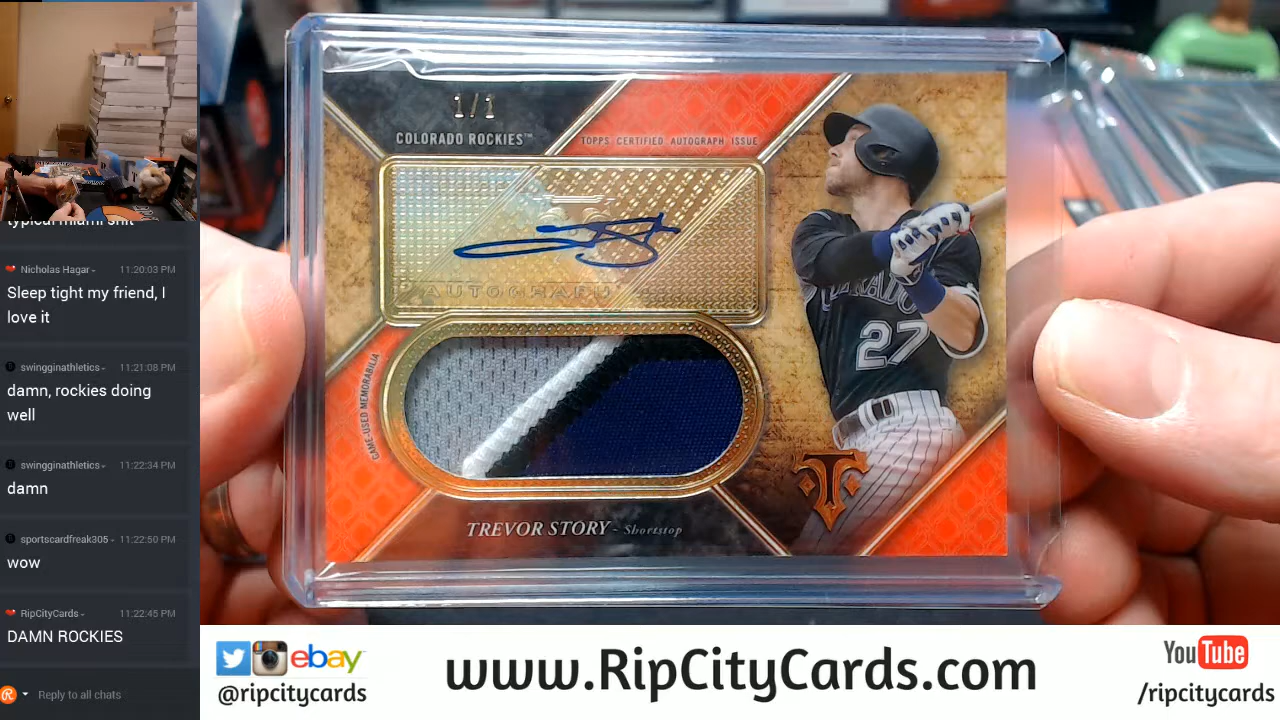 typical miami shit
Nicholas Hagar
11:20:03 PM
Sleep tight my friend, I
love it
swingginathletics
11:21:08 PM
damn, rockies doing
well
swingginathletics
11:22:34 PM
damn
sportscardfreak305
11:22:50 PM
wow
RipCityCards
11:22:45 PM
DAMN ROCKIES
Reply to all chats
1/1
COLORADO ROCKIES™
TOPPS CERTIFIED AUTOGRAPH ISSUE
AUTOGRAPH
GAME-USED MEMORABILIA
27
TREVOR STORY - Shortstop
ebay
@ripcitycards
www.RipCityCards.com
YouTube
/ripcitycards